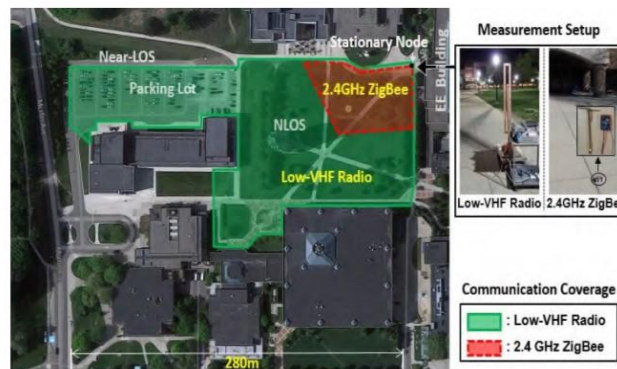 Near-LOS
Stationary Node
Measurement Setup
Parking Lot
2.4GHz ZigBee
EE Building
NLOS
Low-VHF Radio
Low-VHF Radio
2.4GHz ZigBee
Communication Coverage
: Low-VHF Radio
: 2.4 GHz ZigBee
280m